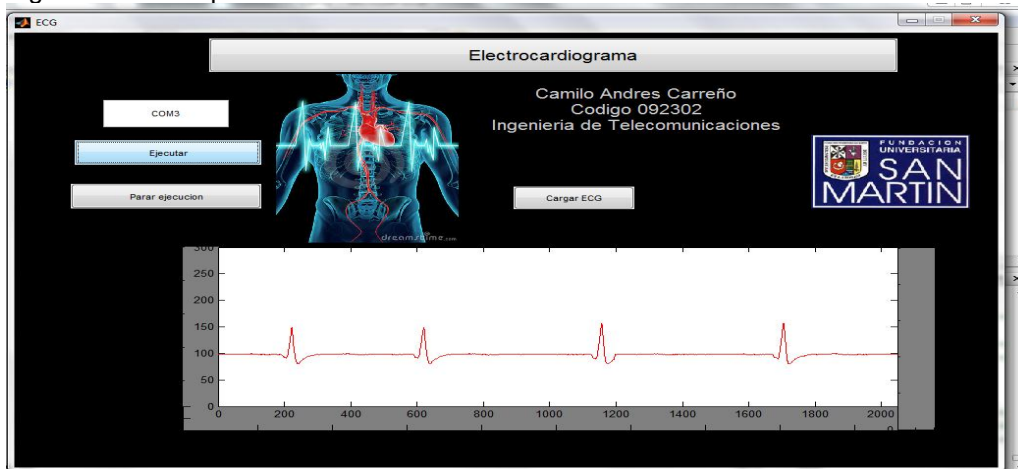 ECG
Electrocardiograma
Camilo Andres Carreño
Codigo 092302
Ingenieria de Telecomunicaciones
COM3
Ejecutar
Parar ejecucion
Cargar ECG
dreamstime
FUNDACION
UNIVERSITARIA
SAN
MARTIN
300
250
200
150
100
50
0
0 200 400 600 800 1000 1200 1400 1600 1800 2000
0